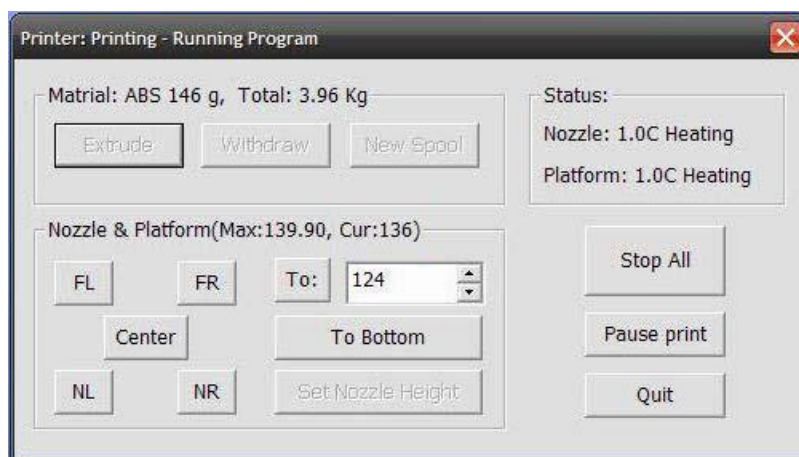 Printer: Printing - Running Program
Matrial: ABS 146 g, Total: 3.96 Kg
Extrude Withdraw New Spool
Status:
Nozzle: 1.0C Heating
Platform: 1.0C Heating
Nozzle & Platform(Max:139.90, Cur:136)
FL FR To: 124
Center To Bottom
NL NR Set Nozzle Height
Stop All
Pause print
Quit